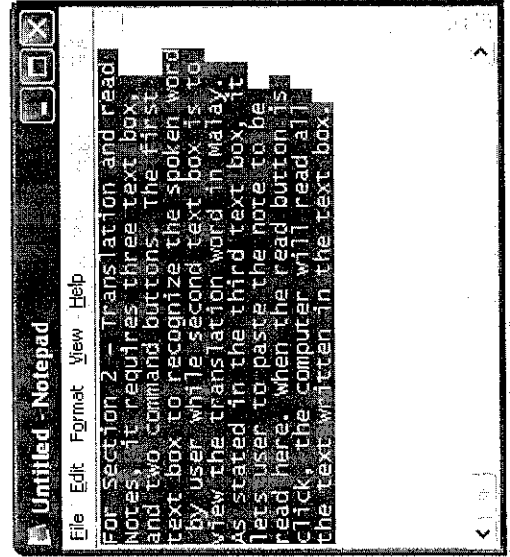 Untitled - Notepad
File Edit Format View Help
For section 2 - Translation and read
Notes, it requires three text box,
and two command buttons. The first
text box to recognize the spoken word
by user while second text box is to
view the translation word in Malay.
As stated in the third text box, it
lets user to paste the note to be
read here. When the read button is
Click, the computer will read all
the text written in the text box.